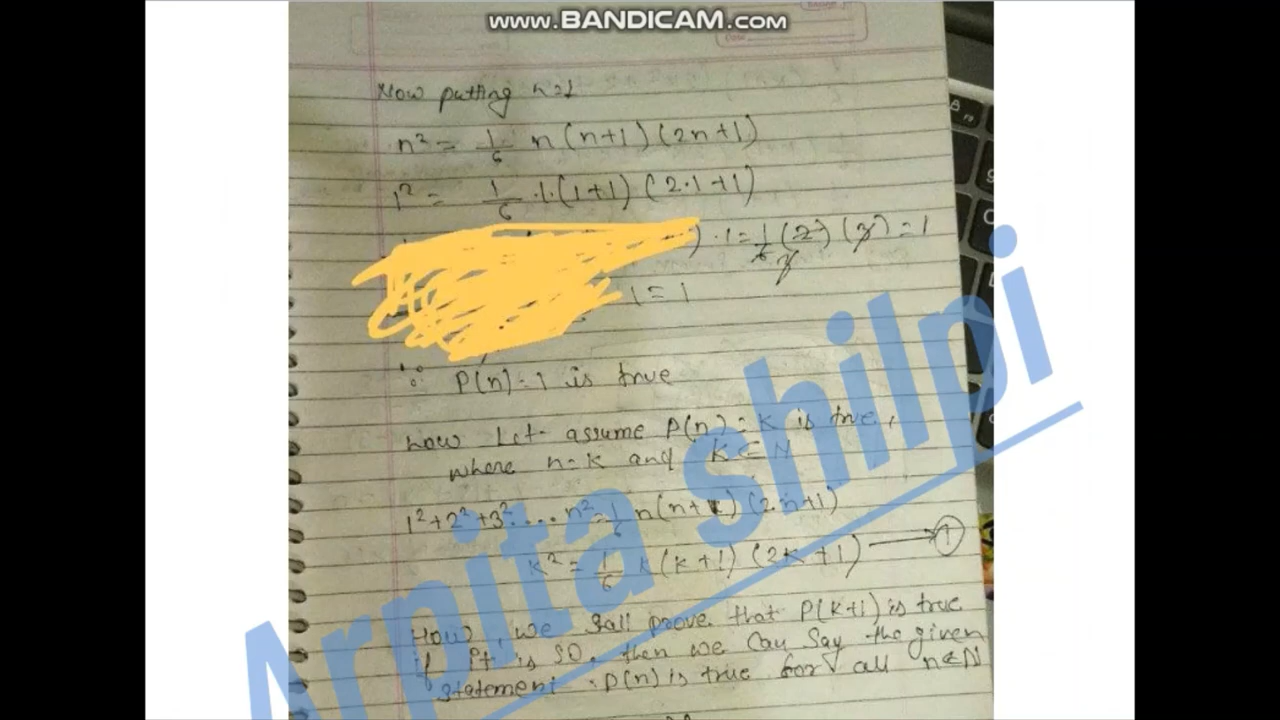 www.BANDICAM.com
Now putting n=1
n² = 1/6 n(n+1)(2n+1)
1² = 1/6 · 1·(1+1)(2·1+1)
) · 1 = 1/6 (2)(3) = 1
1 = 1
∴ P(n)=1 is true
now Let assume P(n)=K is true,
where n=K and K ∈ N
1²+2²+3²....n² = 1/6 n(n+1)(2n+1)
K² = 1/6 K(K+1)(2K+1) → 1
Now, we sall prove that P(K+1) is true
if it is so, then we can say the given
statement P(n) is true for all n∈N
Arpita shilpi